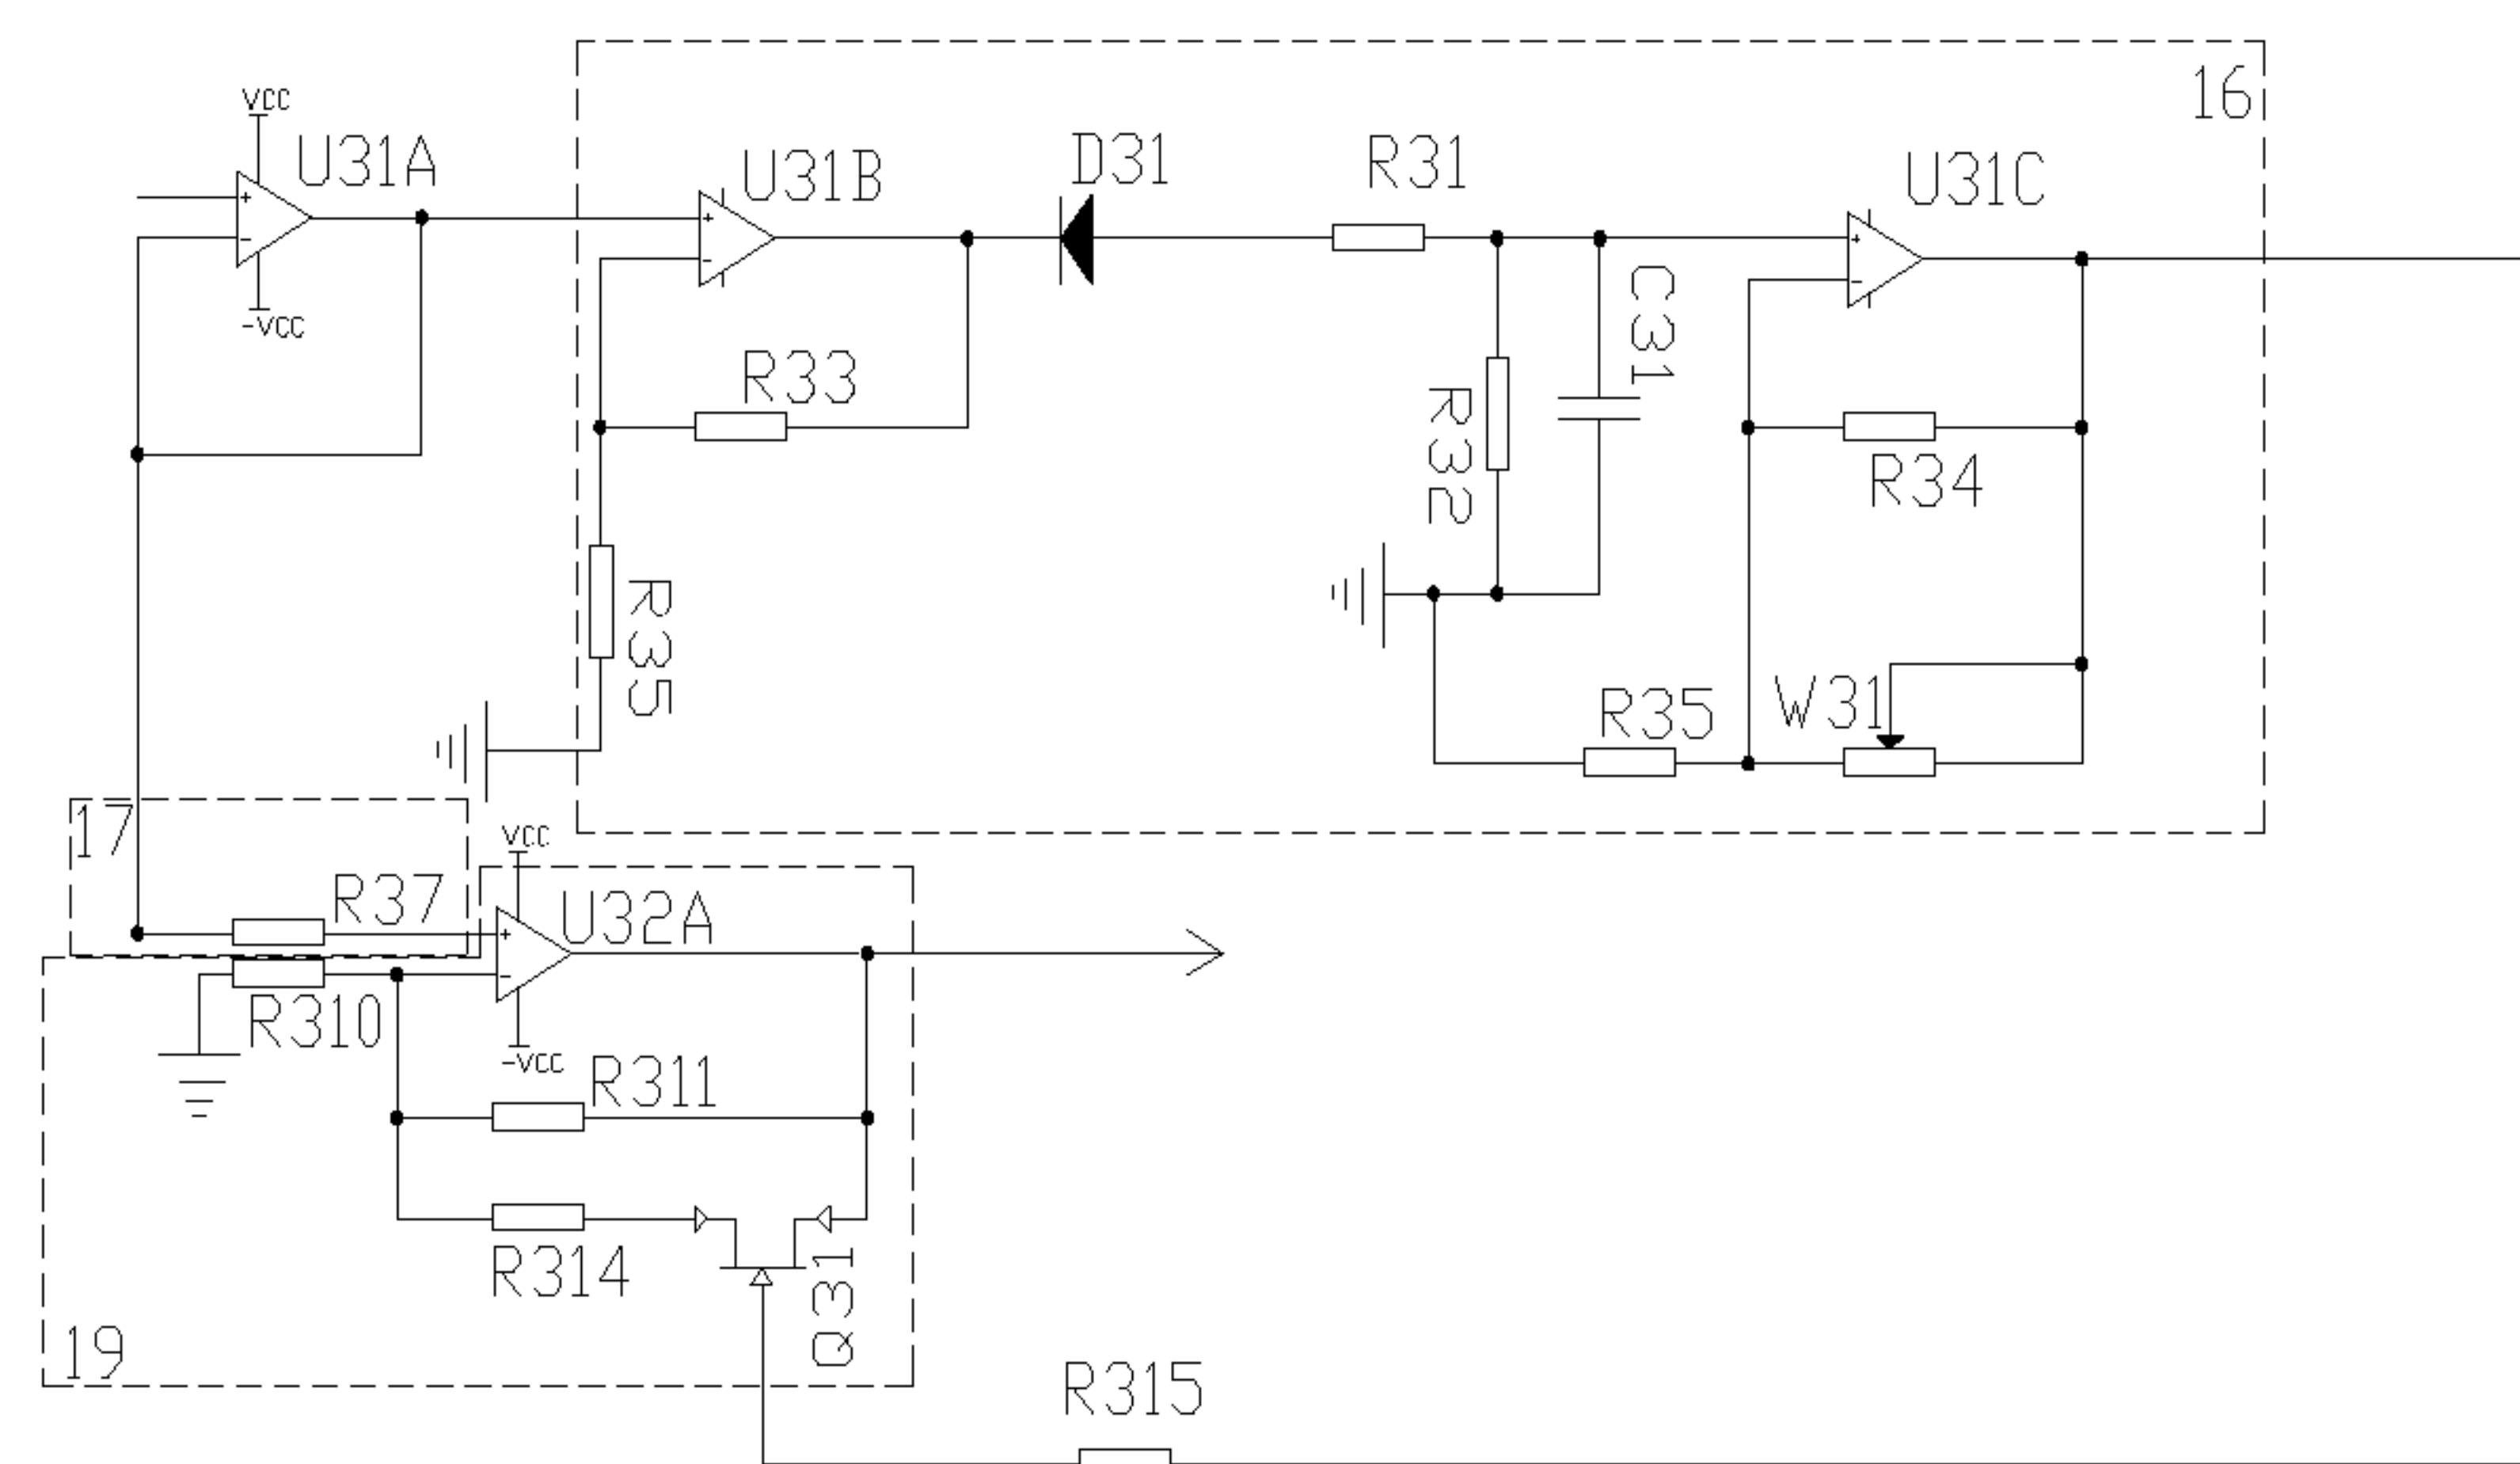 16
VCC
U31A
U31B
D31
R31
U31C
+
-
+
-
+
-
-VCC
C31
R33
R32
R34
R35
R35
W31
17
VCC
R37
U32A
+
-
R310
-VCC
R311
R314
Q31
19
R315